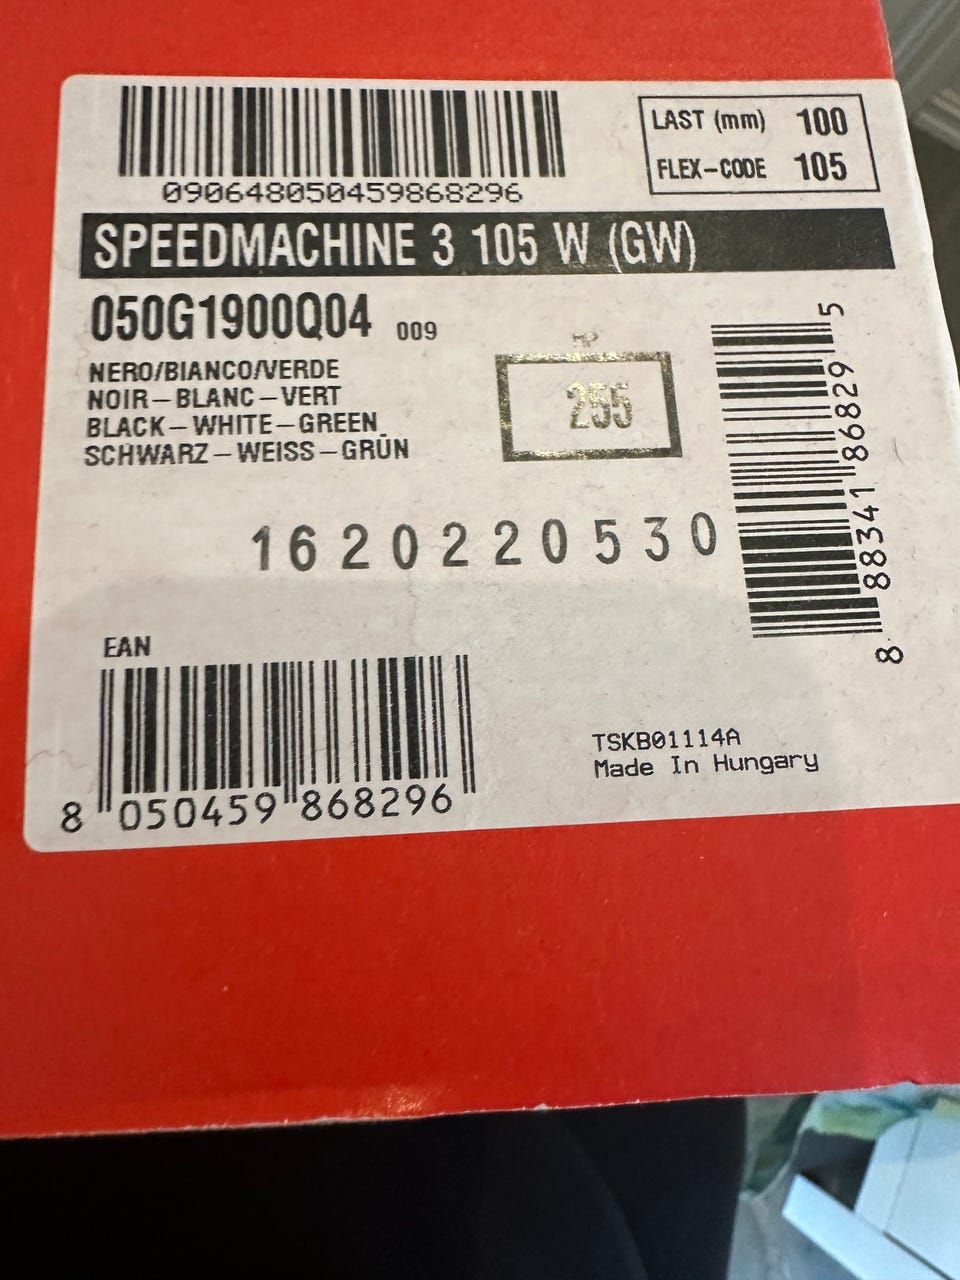 090648050459868296
LAST (mm) 100
FLEX-CODE 105
SPEEDMACHINE 3 105 W (GW)
050G1900Q04 009
NERO/BIANCO/VERDE
NOIR-BLANC-VERT
BLACK-WHITE-GREEN
SCHWARZ-WEISS-GRÜN
MP
255
8 88341 86829 5
1620220530
EAN
8 050459 868296
TSKB01114A
Made In Hungary